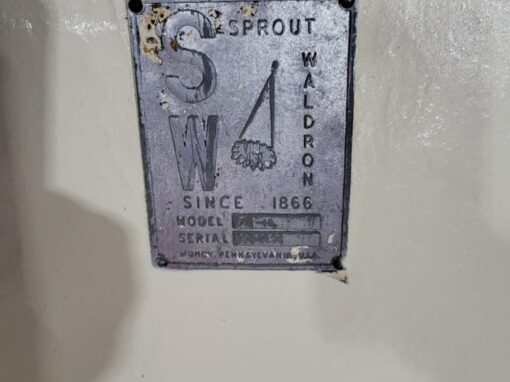 S SPROUT
W WALDRON
SINCE 1866
MODEL
SERIAL
MUNCY, PENNSYLVANIA, U.S.A.